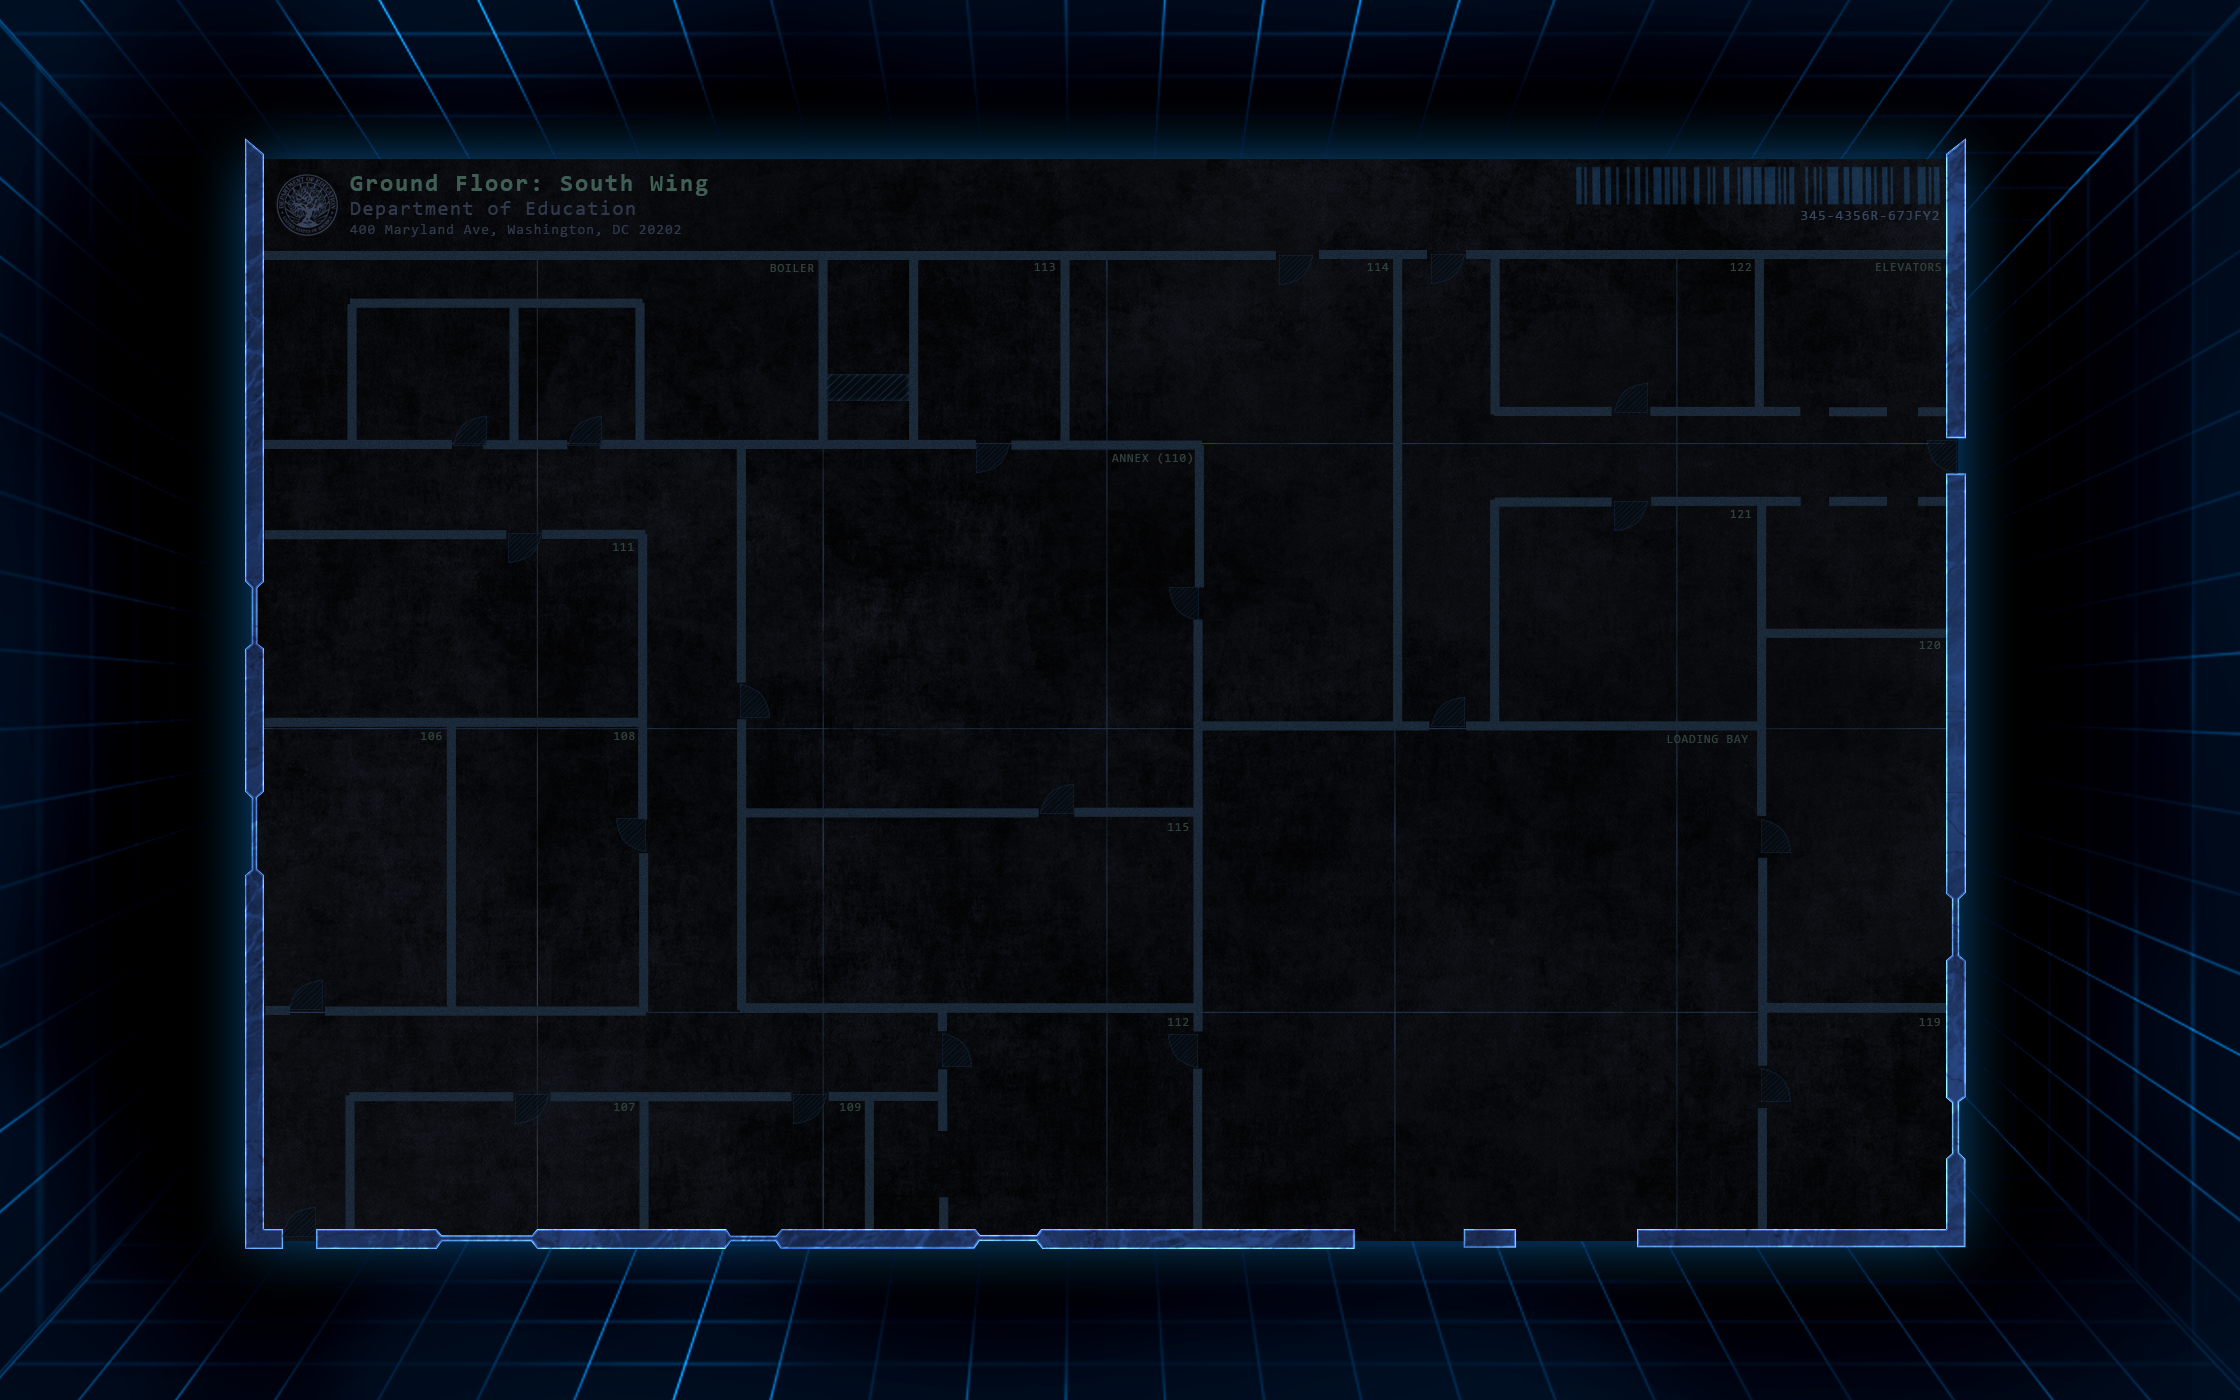 Ground Floor: South Wing
Department of Education
400 Maryland Ave, Washington, DC 20202
345-4356R-67JFY2
BOILER
113
114
122
ELEVATORS
ANNEX (110)
121
111
120
106
108
LOADING BAY
115
112
119
107
109